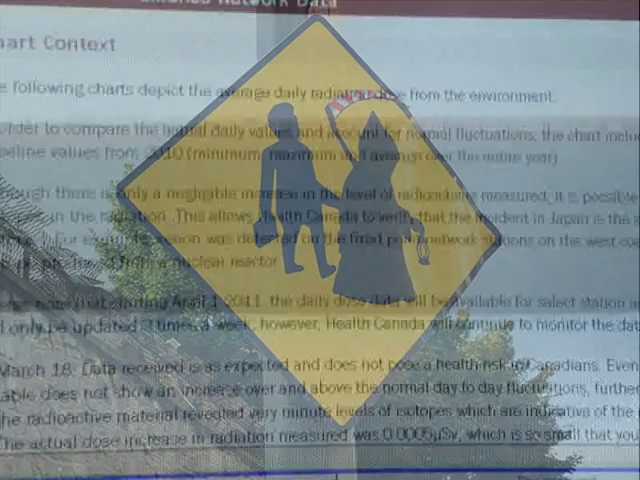 Network Data
art Context
e following charts depict the average daily radiation dose from the environment.
order to compare the actual daily values and account for normal fluctuations, the chart inclu
seline values from 2010 (minimum, maximum and average over the entire year)
ough there is only a negligible increase in the level of radioactivity measured, it is possible
in the radiation. This allows Health Canada to verify that the incident in Japan is the
xenon was detected on the fixed point network stations on the west co
a nuclear reactor
note that starting April 1 2011, the daily dose data will be available for select station
d only be updated 3 times a week, however, Health Canada will continue to monitor the dat
March 18: Data received is as expected and does not pose a health risk to Canadians. Even
able does not show an increase over and above the normal day to day fluctuations, further
he radioactive material revealed very minute levels of isotopes which are indicative of the
The actual dose increase in radiation measured was 0.0005µSv, which is so small that you